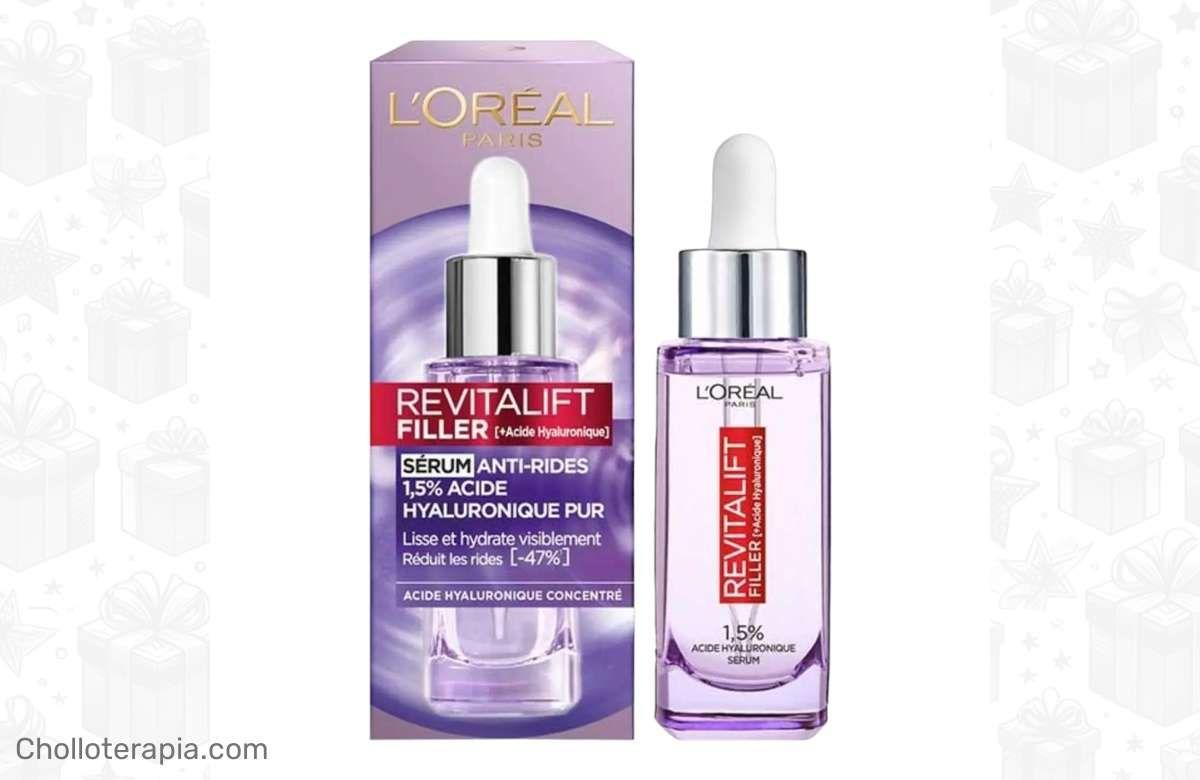 L'ORÉAL
PARIS
REVITALIFT
FILLER [+Acide Hyaluronique]
SÉRUM ANTI-RIDES
1,5% ACIDE
HYALURONIQUE PUR
Lisse et hydrate visiblement
Réduit les rides [-47%]
ACIDE HYALURONIQUE CONCENTRÉ
L'ORÉAL
PARIS
REVITALIFT
FILLER [+Acide Hyaluronique]
1,5%
ACIDE HYALURONIQUE
SÉRUM
Cholloterapia.com